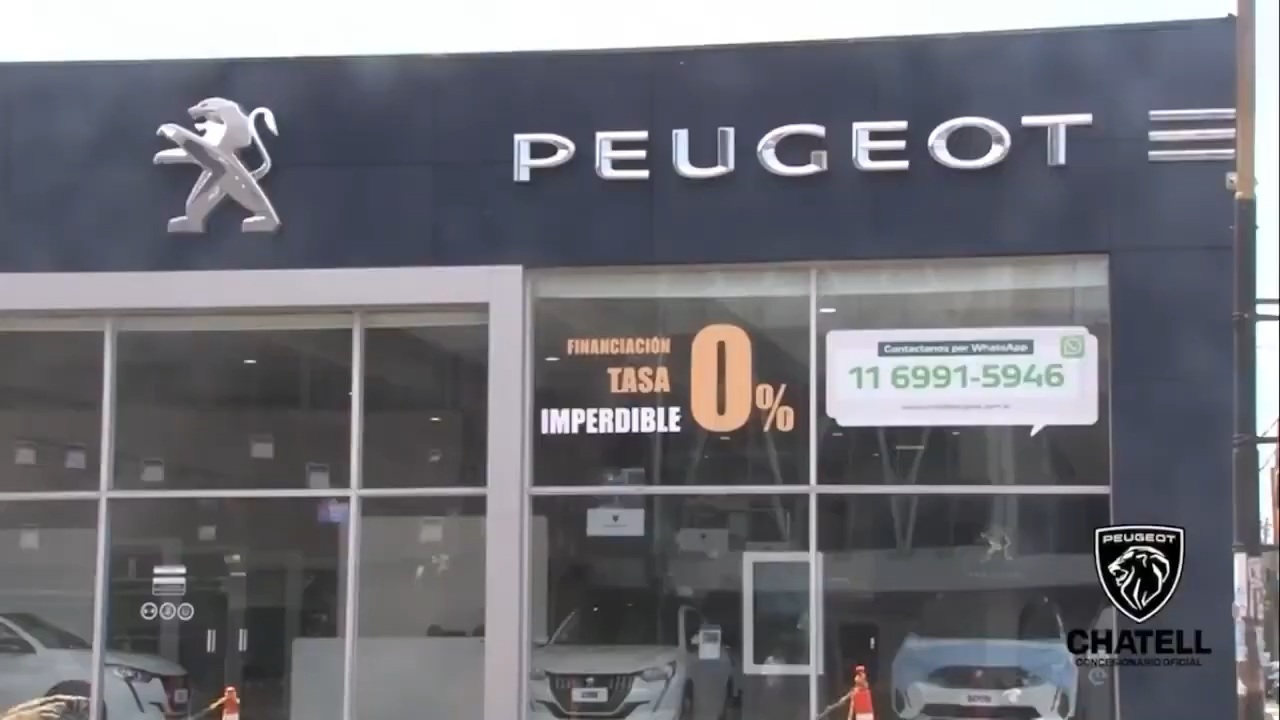 PEUGEOT
FINANCIACIÓN
TASA
IMPERDIBLE
0%
Contactanos por WhatsApp
11 6991-5946
PEUGEOT
CHATELL
CONCESIONARIO OFICIAL